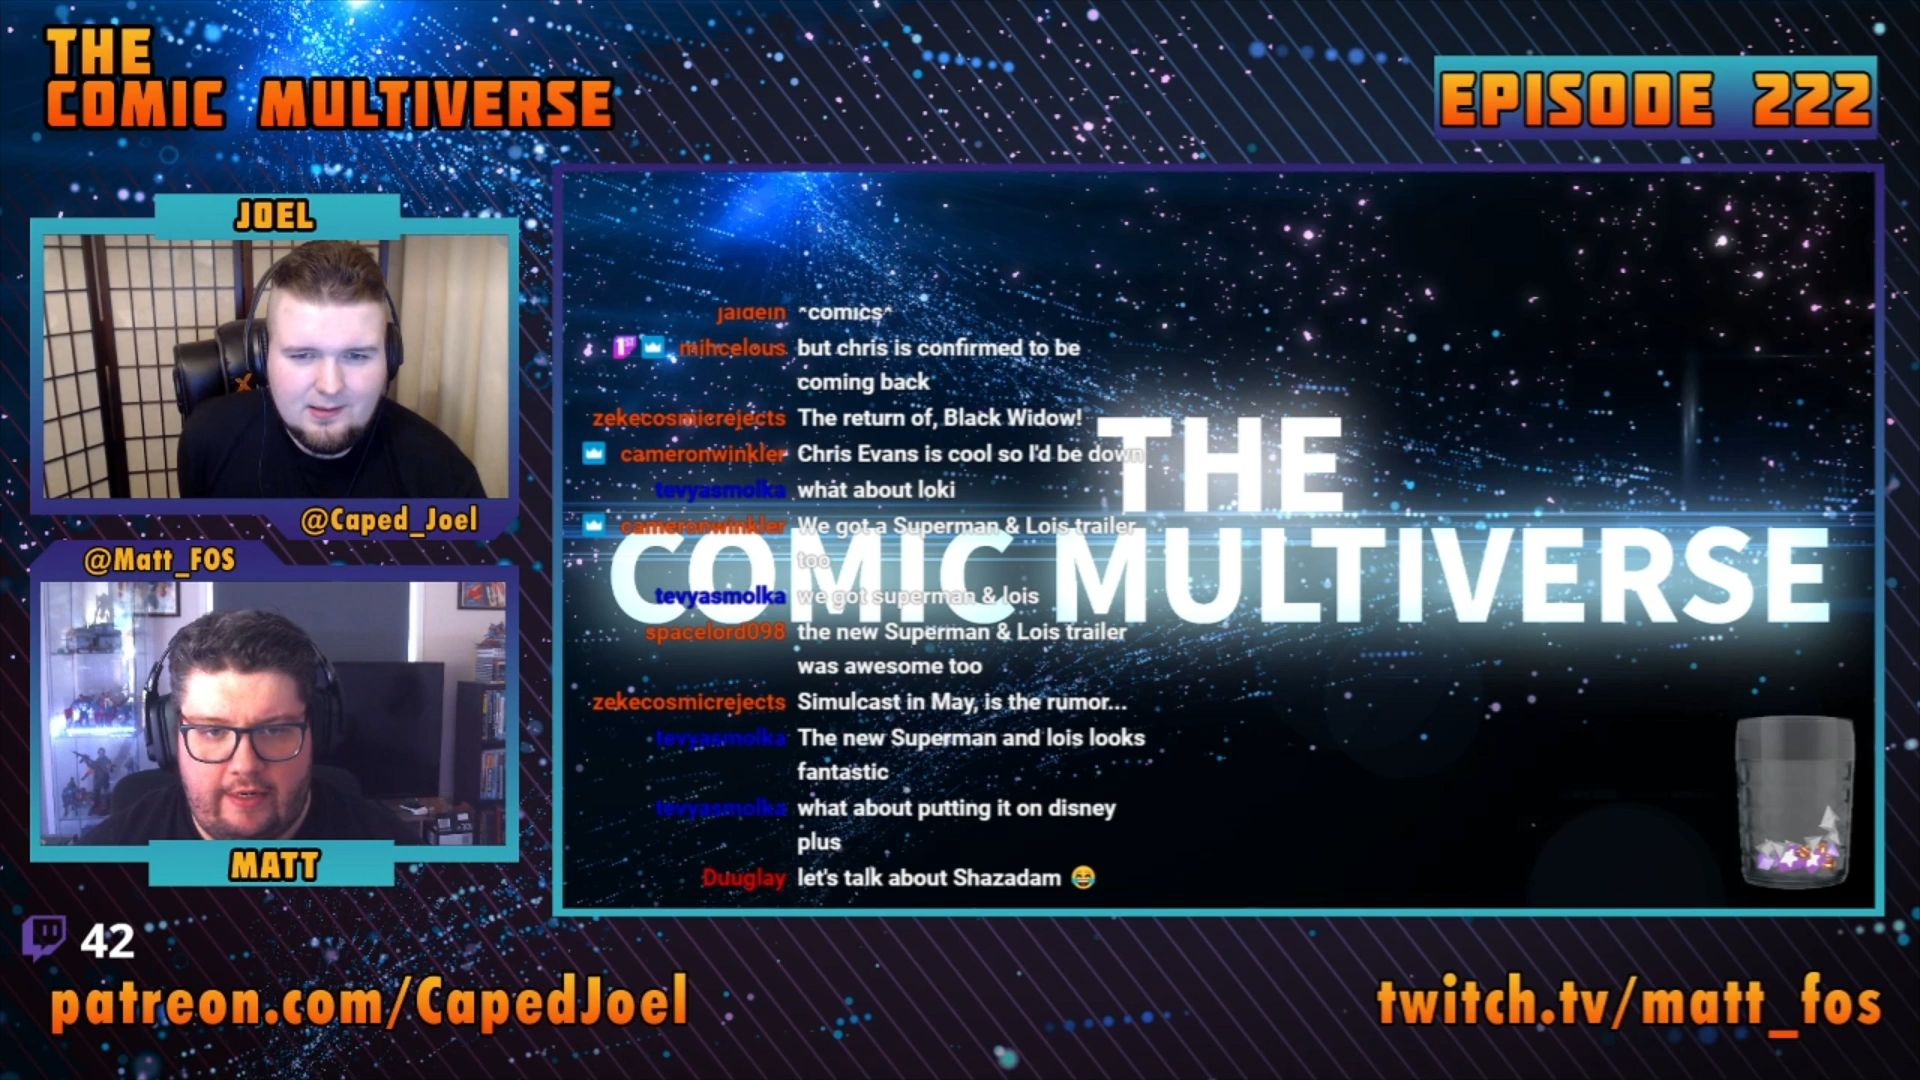 THE
COMIC MULTIVERSE
EPISODE 222
JOEL
@Caped_Joel
@Matt_FOS
MATT
jaidein *comics*
1ST mihcelous but chris is confirmed to be
coming back
zekecosmicrejects The return of, Black Widow!
cameronwinkler Chris Evans is cool so I'd be down
tevyasmolka what about loki
cameronwinkler We got a Superman & Lois trailer
too
tevyasmolka we got superman & lois
spacelord098 the new Superman & Lois trailer
was awesome too
zekecosmicrejects Simulcast in May, is the rumor...
tevyasmolka The new Superman and lois looks
fantastic
tevyasmolka what about putting it on disney
plus
Duuglay let's talk about Shazadam 😂
THE
COMIC MULTIVERSE
42
patreon.com/CapedJoel
twitch.tv/matt_fos